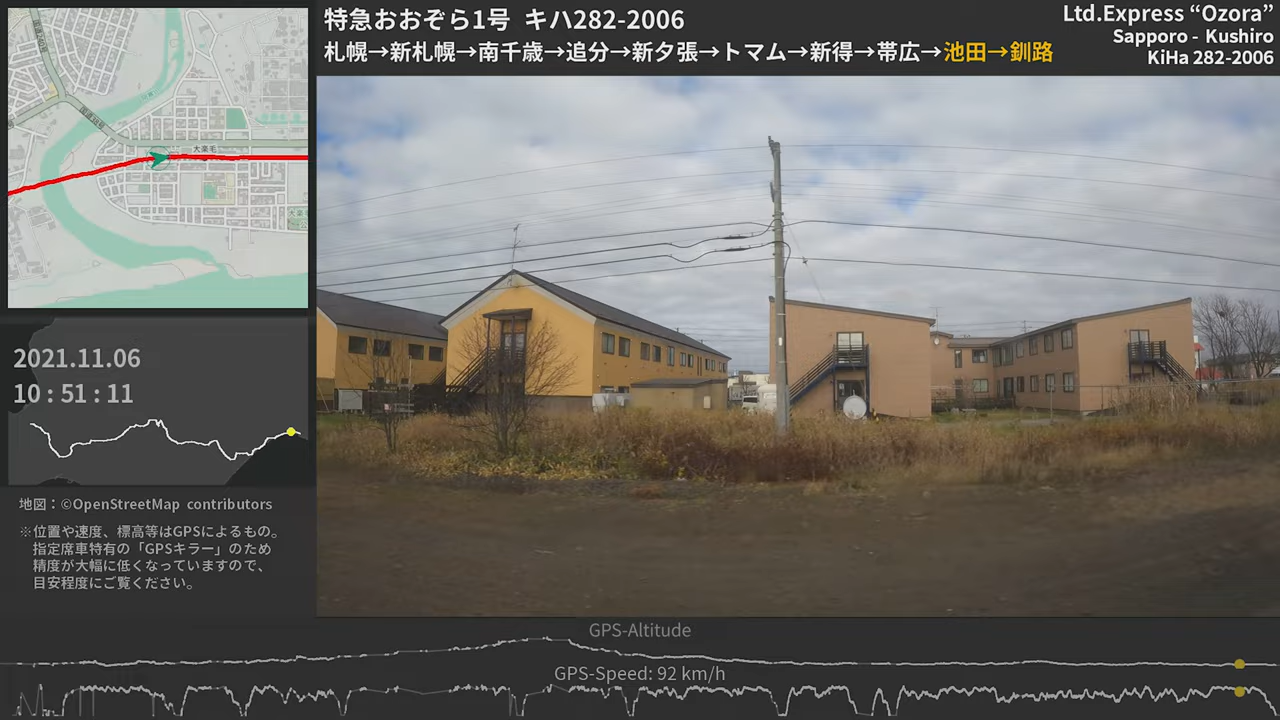 特急おおぞら1号 キハ282-2006
札幌→新札幌→南千歳→追分→新夕張→トマム→新得→帯広→池田→釧路
Ltd.Express “Ozora”
Sapporo - Kushiro
KiHa 282-2006
大楽毛
2021.11.06
10 : 51 : 11
地図：©OpenStreetMap contributors
※位置や速度、標高等はGPSによるもの。
指定席車特有の「GPSキラー」のため
精度が大幅に低くなっていますので、
目安程度にご覧ください。
GPS-Altitude
GPS-Speed: 92 km/h